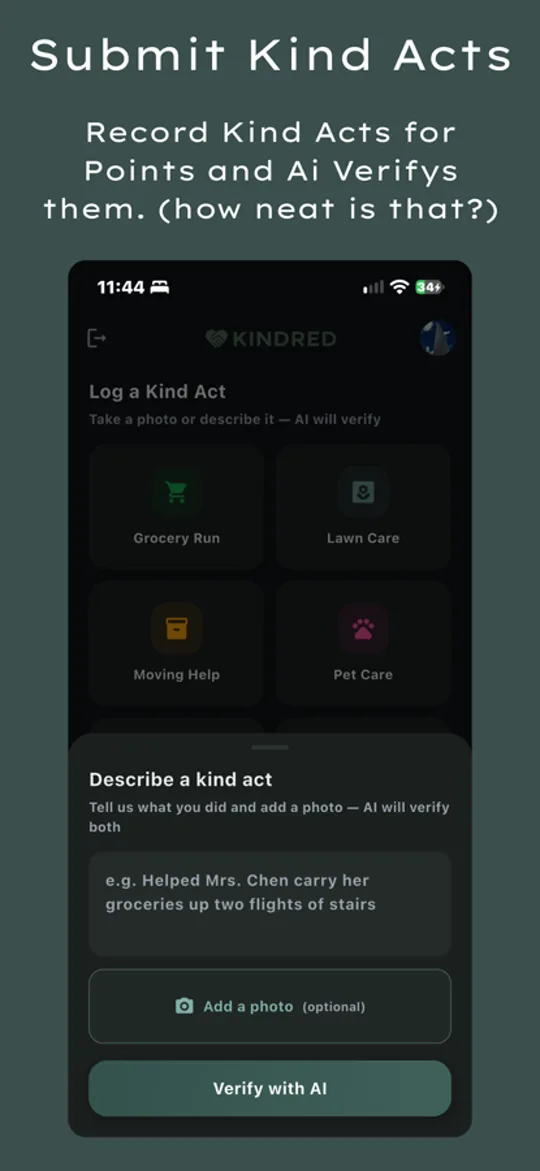 Submit Kind Acts
Record Kind Acts for
Points and Ai Verifys
them. (how neat is that?)
11:44
34
KINDRED
Log a Kind Act
Take a photo or describe it — AI will verify
Grocery Run
Lawn Care
Moving Help
Pet Care
Describe a kind act
Tell us what you did and add a photo — AI will verify
both
e.g. Helped Mrs. Chen carry her
groceries up two flights of stairs
Add a photo (optional)
Verify with AI